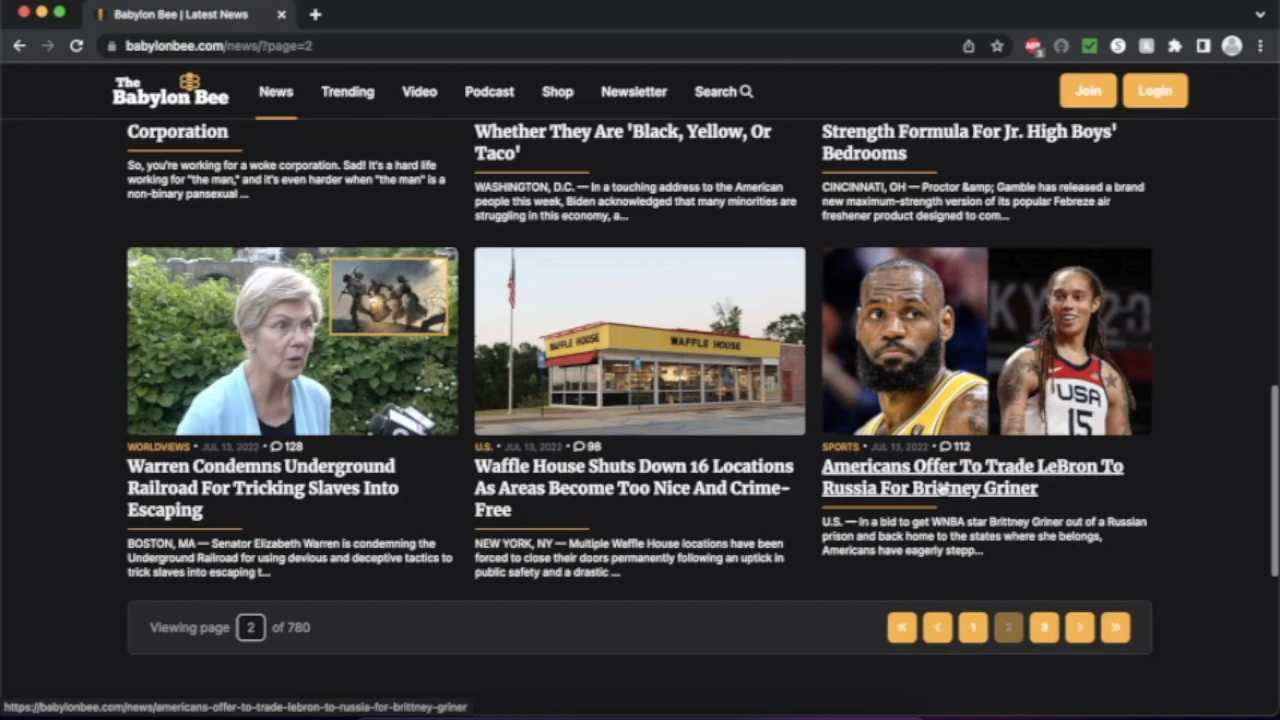 Babylon Bee | Latest News
babylonbee.com/news/?page=2
The
Babylon Bee
News
Trending
Video
Podcast
Shop
Newsletter
Search
Join
Login
Corporation
So, you're working for a woke corporation. Sad! It's a hard life
working for "the man," and it's even harder when "the man" is a
non-binary pansexual ...
Whether They Are 'Black, Yellow, Or
Taco'
WASHINGTON, D.C. — In a touching address to the American
people this week, Biden acknowledged that many minorities are
struggling in this economy, a...
Strength Formula For Jr. High Boys'
Bedrooms
CINCINNATI, OH — Proctor &amp; Gamble has released a brand
new maximum-strength version of its popular Febreze air
freshener product designed to com...
WORLDVIEWS • JUL 13, 2022 • 128
Warren Condemns Underground
Railroad For Tricking Slaves Into
Escaping
BOSTON, MA — Senator Elizabeth Warren is condemning the
Underground Railroad for using devious and deceptive tactics to
trick slaves into escaping t...
WAFFLE HOUSE
WAFFLE HOUSE
U.S. • JUL 13, 2022 • 98
Waffle House Shuts Down 16 Locations
As Areas Become Too Nice And Crime-
Free
NEW YORK, NY — Multiple Waffle House locations have been
forced to close their doors permanently following an uptick in
public safety and a drastic ...
USA
15
SPORTS • JUL 13, 2022 • 112
Americans Offer To Trade LeBron To
Russia For Brittney Griner
U.S. — In a bid to get WNBA star Brittney Griner out of a Russian
prison and back home to the states where she belongs,
Americans have eagerly stepp...
Viewing page 2 of 780
« ‹ 1 2 3 › »
https://babylonbee.com/news/americans-offer-to-trade-lebron-to-russia-for-brittney-griner